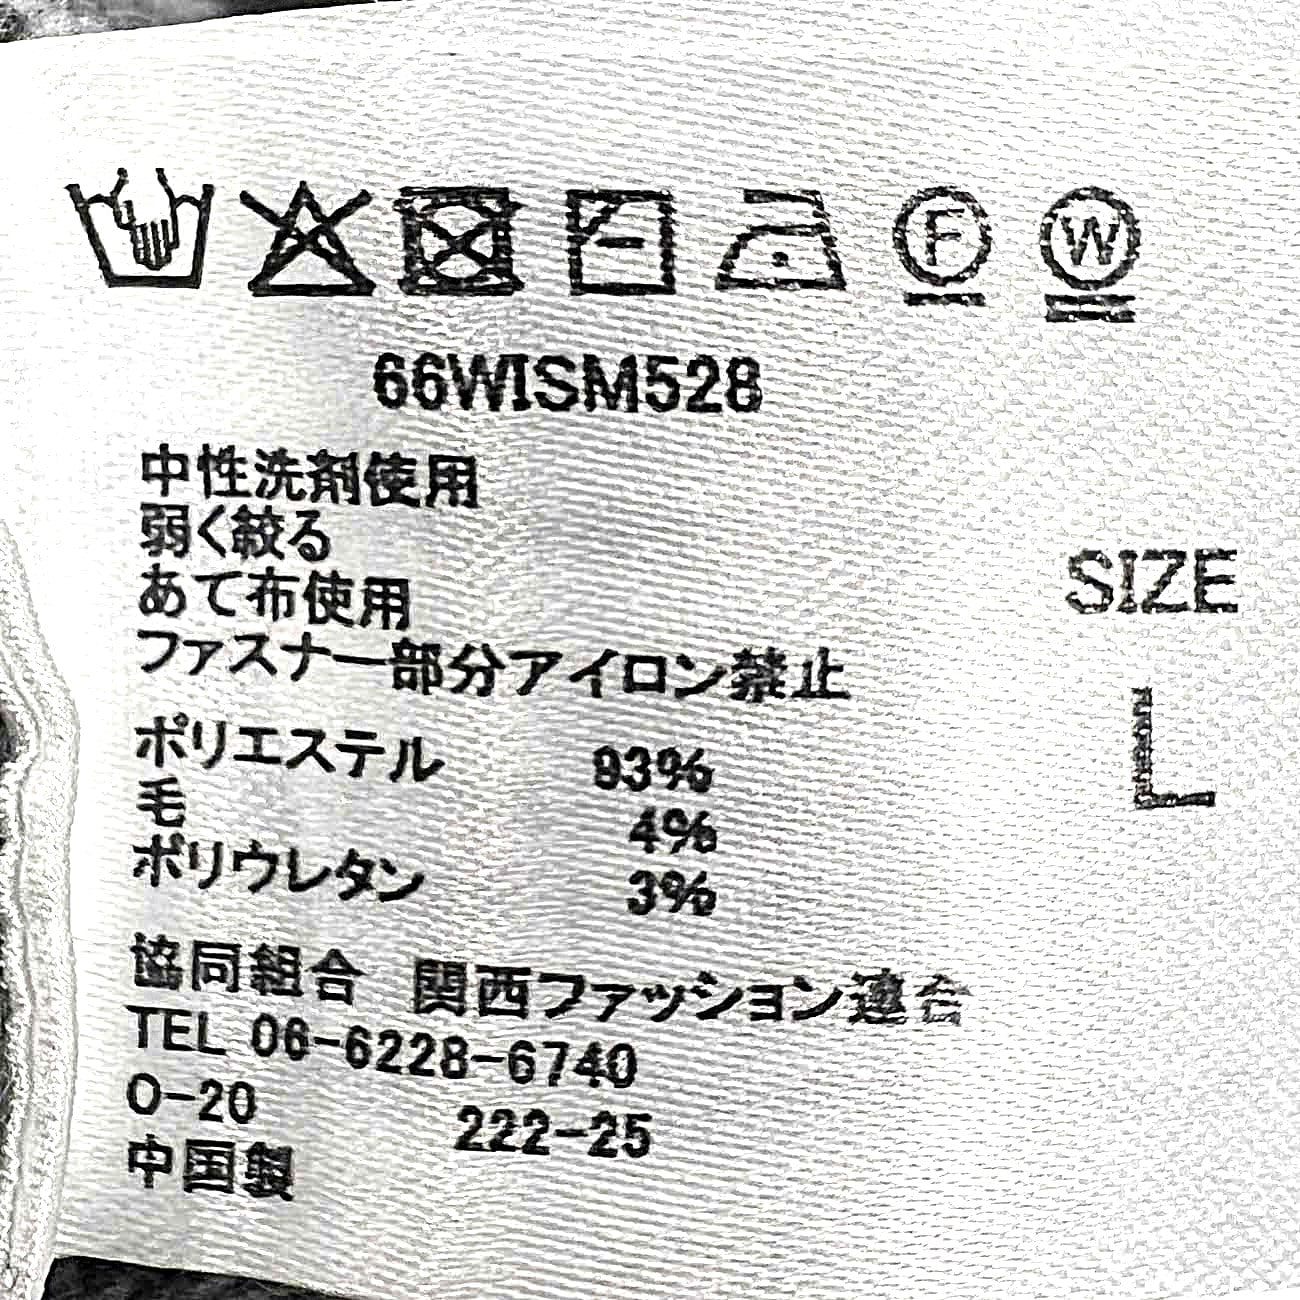 F W
66WISM528
中性洗剤使用
弱く絞る
あて布使用
ファスナー部分アイロン禁止
SIZE
L
ポリエステル 93%
毛 4%
ポリウレタン 3%
協同組合 関西ファッション連合
TEL 06-6228-6740
O-20 222-25
中国製